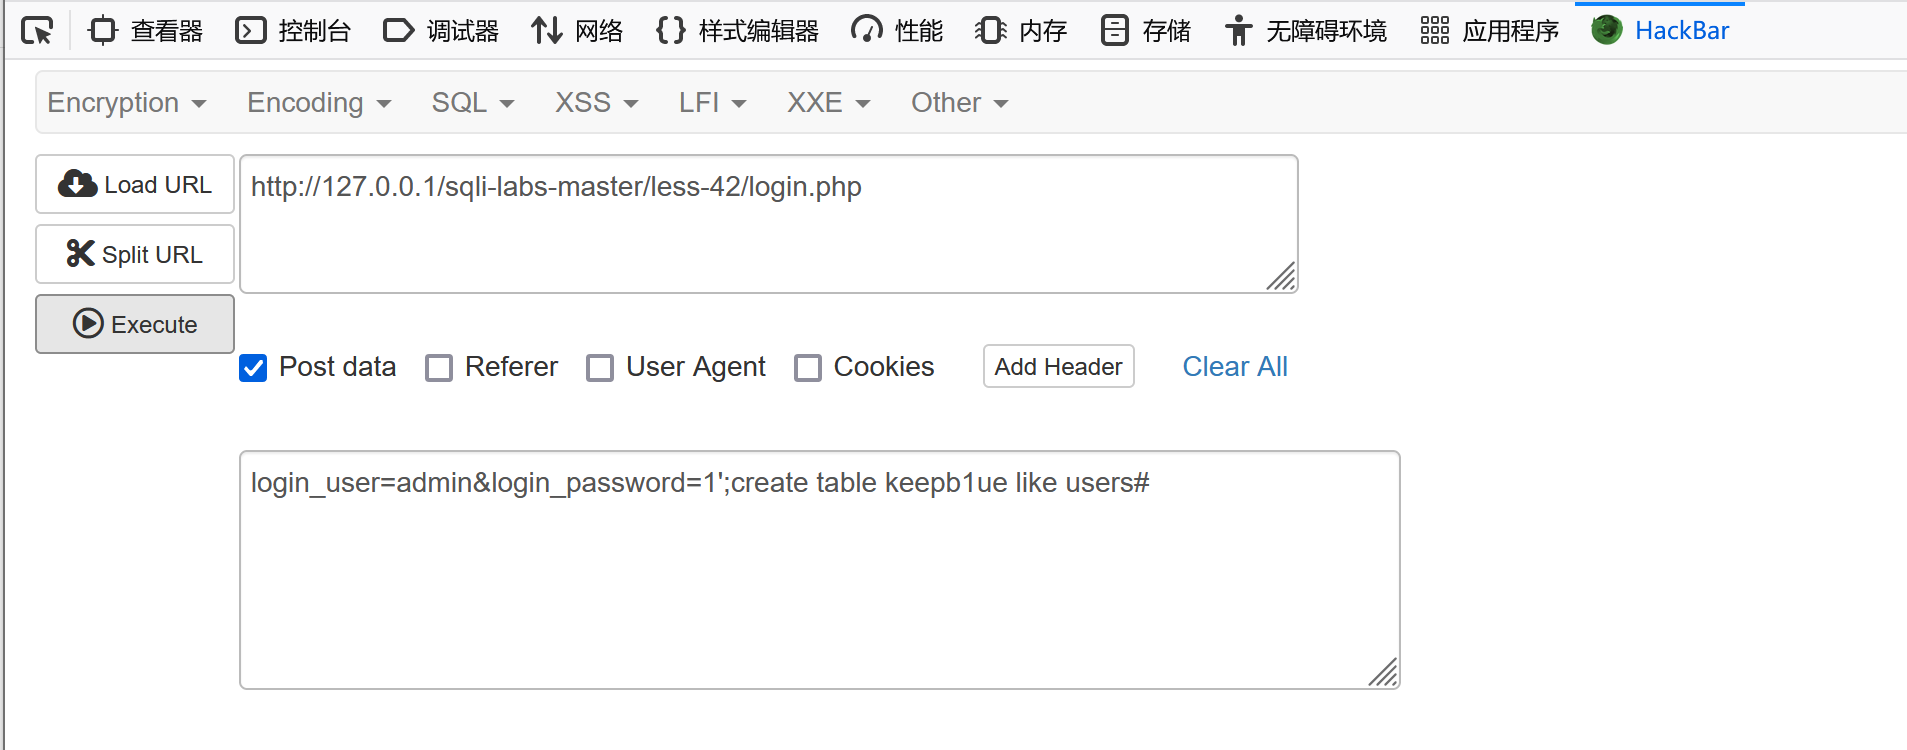 查看器 控制台 调试器 网络 样式编辑器 性能 内存 存储 无障碍环境 应用程序 HackBar
Encryption Encoding SQL XSS LFI XXE Other
Load URL
http://127.0.0.1/sqli-labs-master/less-42/login.php
Split URL
Execute
Post data Referer User Agent Cookies Add Header Clear All
login_user=admin&login_password=1';create table keepb1ue like users#